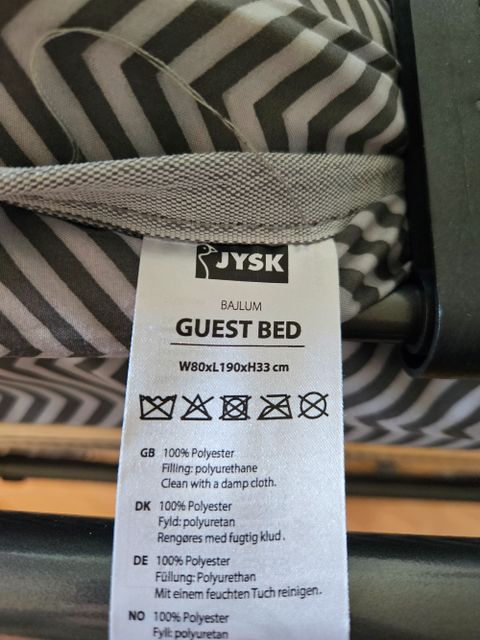 JYSK
BAJLUM
GUEST BED
W80xL190xH33 cm
GB 100% Polyester
Filling: polyurethane
Clean with a damp cloth.
DK 100% Polyester
Fyld: polyuretan
Rengøres med fugtig klud .
DE 100% Polyester
Füllung: Polyurethan
Mit einem feuchten Tuch reinigen.
NO 100% Polyester
Fyll: polyuretan